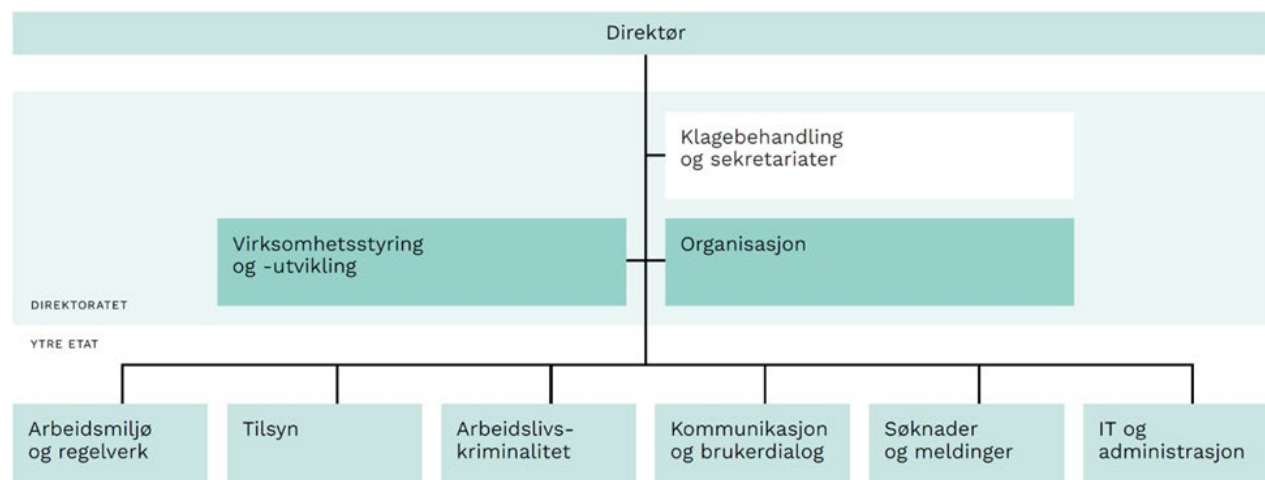 Direktør
Klagebehandling
og sekretariater
Virksomhetsstyring
og -utvikling
Organisasjon
DIREKTORATET
YTRE ETAT
Arbeidsmiljø
og regelverk
Tilsyn
Arbeidslivs-
kriminalitet
Kommunikasjon
og brukerdialog
Søknader
og meldinger
IT og
administrasjon